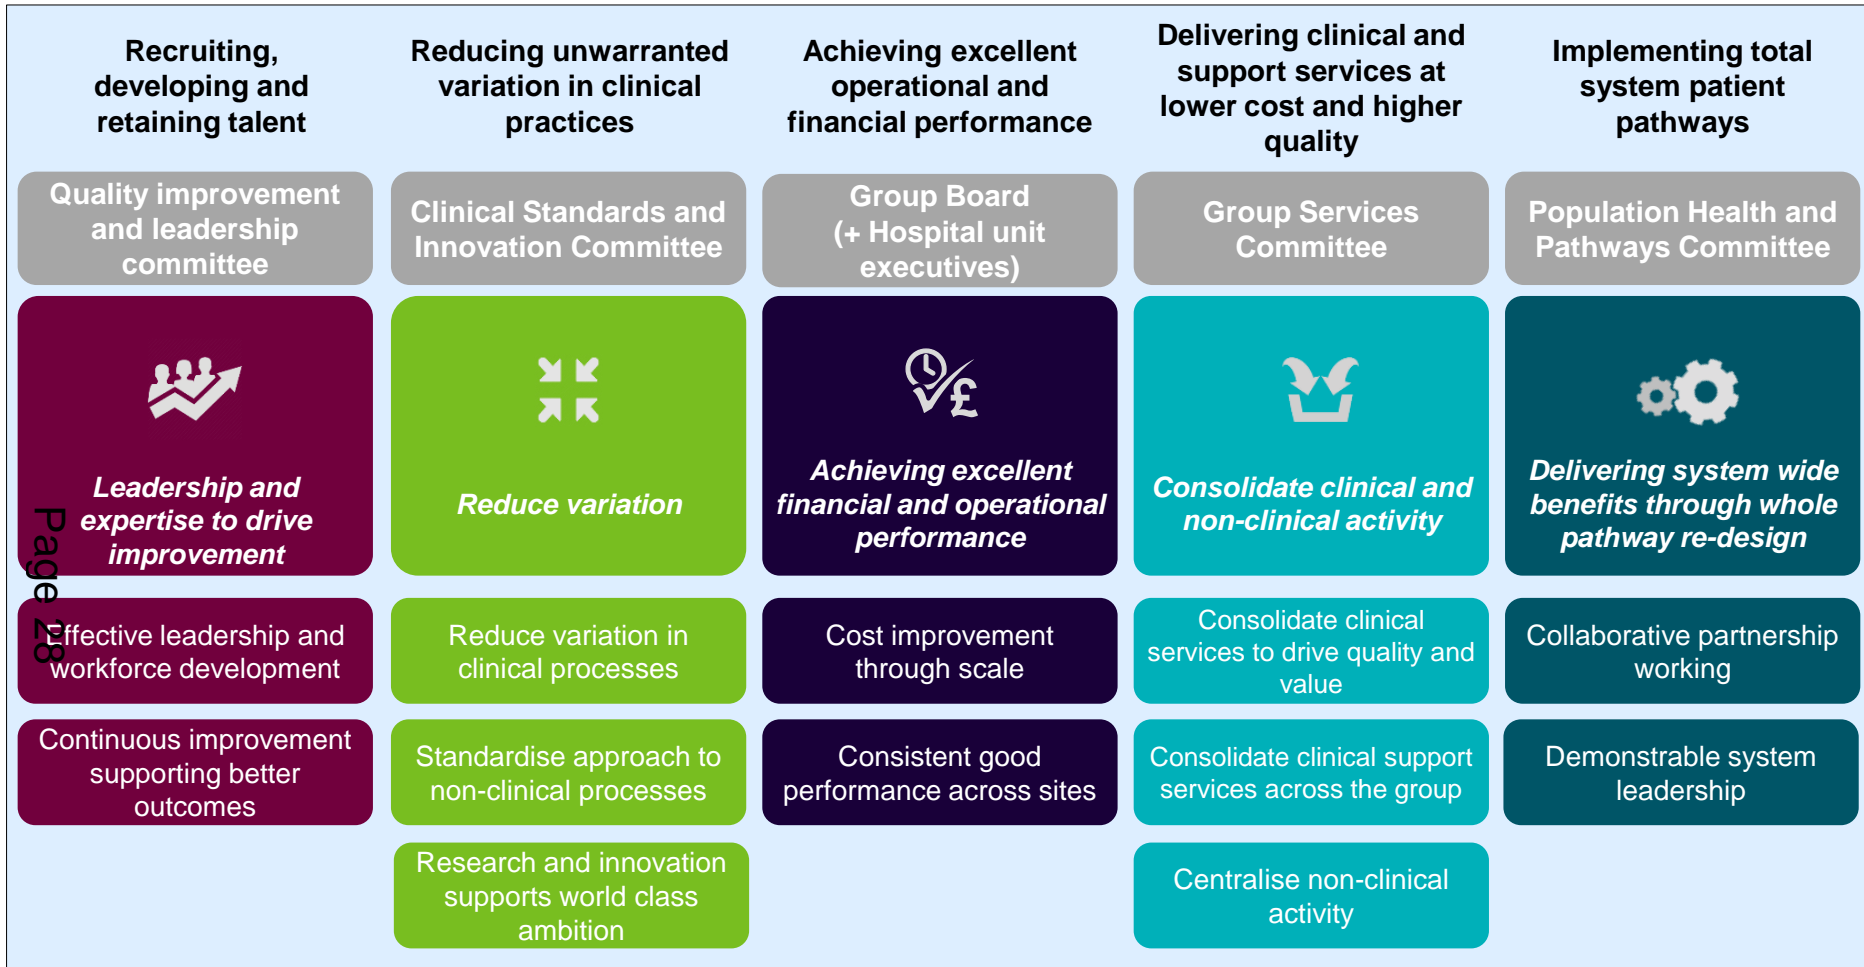 Recruiting,
developing and
retaining talent
Reducing unwarranted
variation in clinical
practices
Achieving excellent
operational and
financial performance
Delivering clinical and
support services at
lower cost and higher
quality
Implementing total
system patient
pathways
Quality improvement
and leadership
committee
Clinical Standards and
Innovation Committee
Group Board
(+ Hospital unit
executives)
Group Services
Committee
Population Health and
Pathways Committee
Leadership and
expertise to drive
improvement
Reduce variation
Achieving excellent
financial and operational
performance
Consolidate clinical and
non-clinical activity
Delivering system wide
benefits through whole
pathway re-design
Page 28
Effective leadership and
workforce development
Reduce variation in
clinical processes
Cost improvement
through scale
Consolidate clinical
services to drive quality and
value
Collaborative partnership
working
Continuous improvement
supporting better
outcomes
Standardise approach to
non-clinical processes
Consistent good
performance across sites
Consolidate clinical support
services across the group
Demonstrable system
leadership
Research and innovation
supports world class
ambition
Centralise non-clinical
activity